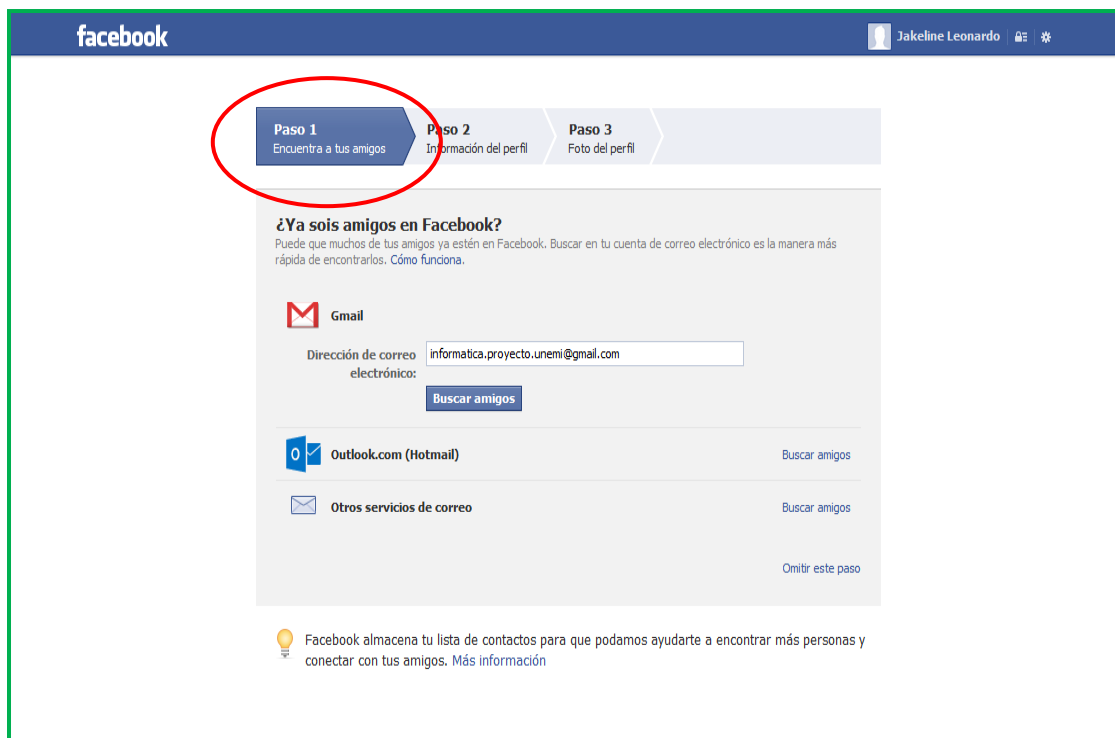 facebook
Jakeline Leonardo
Paso 1
Encuentra a tus amigos
Paso 2
Información del perfil
Paso 3
Foto del perfil
¿Ya sois amigos en Facebook?
Puede que muchos de tus amigos ya estén en Facebook. Buscar en tu cuenta de correo electrónico es la manera más
rápida de encontrarlos. Cómo funciona.
Gmail
Dirección de correo
electrónico:
informatica.proyecto.unemi@gmail.com
Buscar amigos
Outlook.com (Hotmail)
Buscar amigos
Otros servicios de correo
Buscar amigos
Omitir este paso
Facebook almacena tu lista de contactos para que podamos ayudarte a encontrar más personas y
conectar con tus amigos. Más información